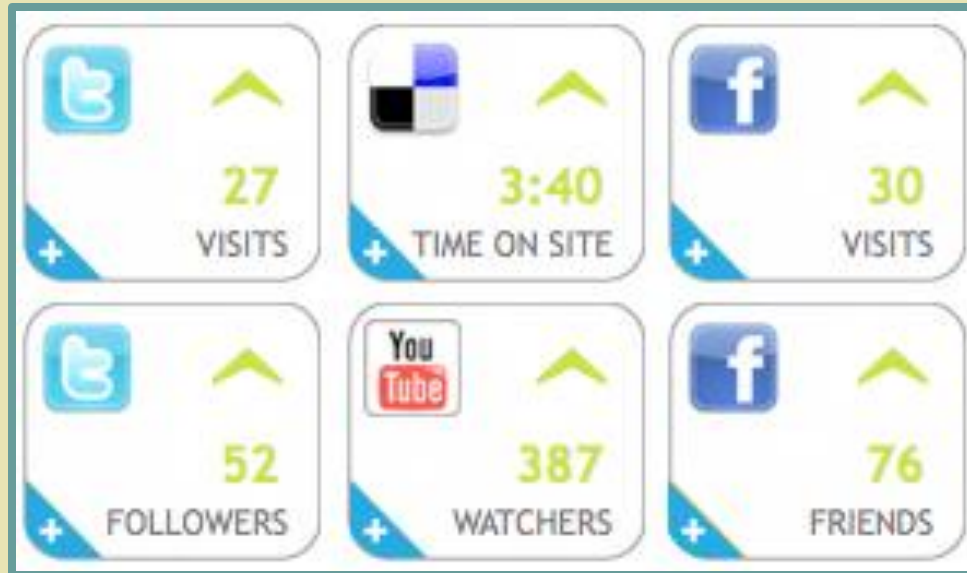 t
27
VISITS
+
3:40
TIME ON SITE
+
f
30
VISITS
+
t
52
FOLLOWERS
+
You
Tube
387
WATCHERS
+
f
76
FRIENDS
+